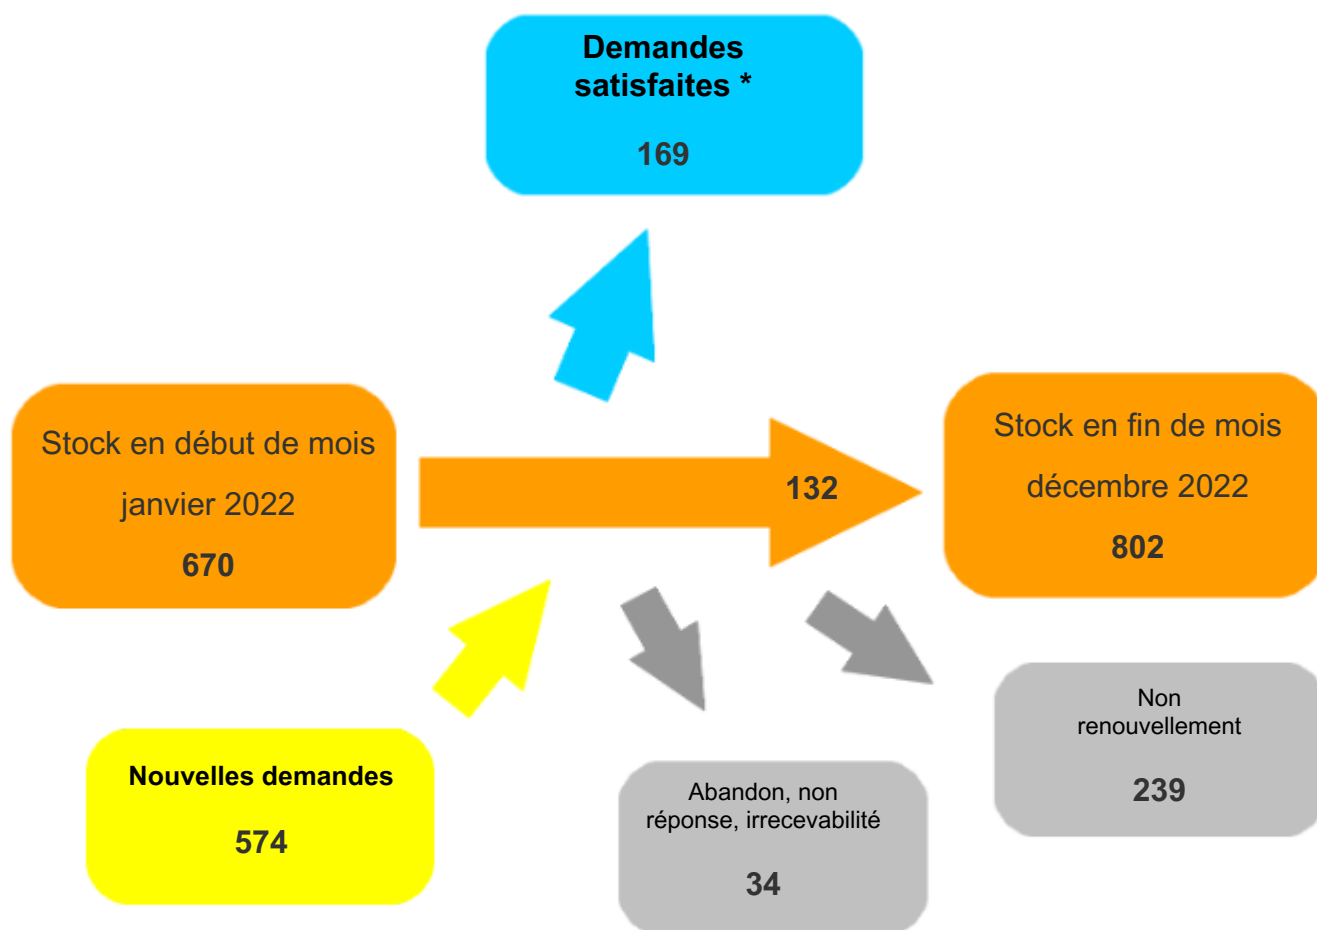 Demandes
satisfaites *
169
Stock en début de mois
janvier 2022
670
132
Stock en fin de mois
décembre 2022
802
Nouvelles demandes
574
Abandon, non
réponse, irrecevabilité
34
Non
renouvellement
239